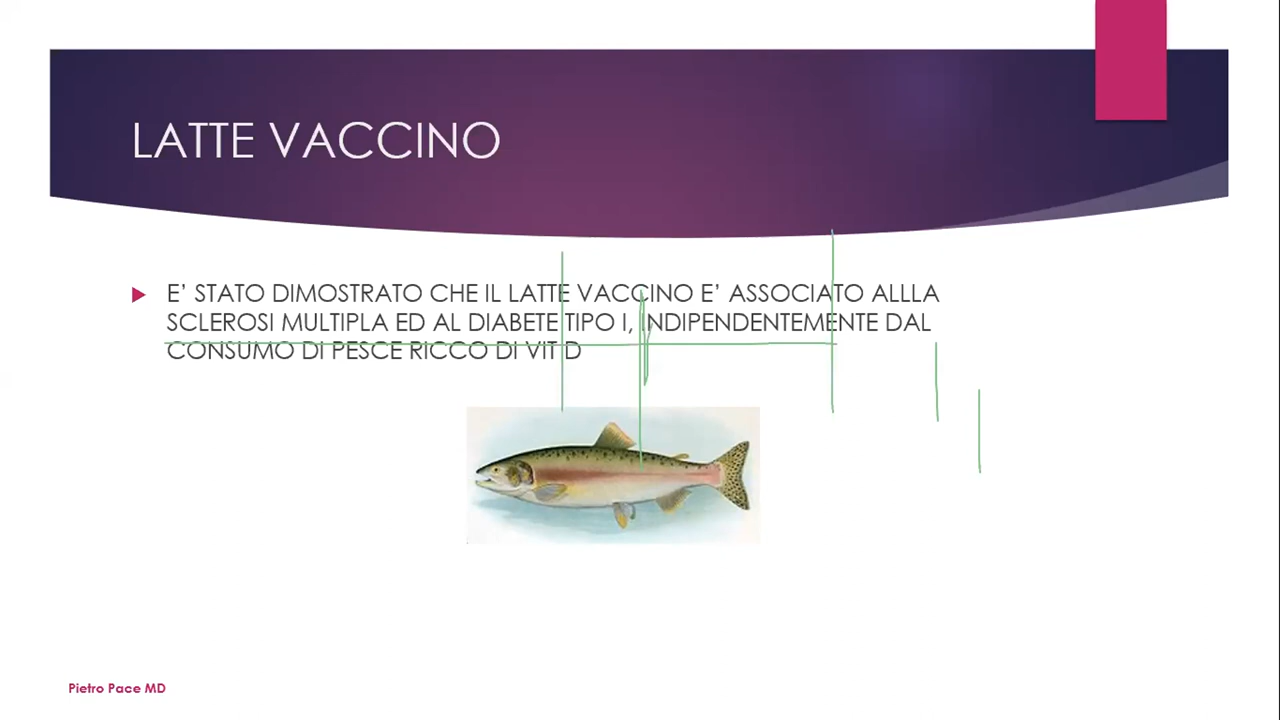 LATTE VACCINO
E’ STATO DIMOSTRATO CHE IL LATTE VACCINO E’ ASSOCIATO ALLLA
SCLEROSI MULTIPLA ED AL DIABETE TIPO I, INDIPENDENTEMENTE DAL
CONSUMO DI PESCE RICCO DI VIT D
Pietro Pace MD